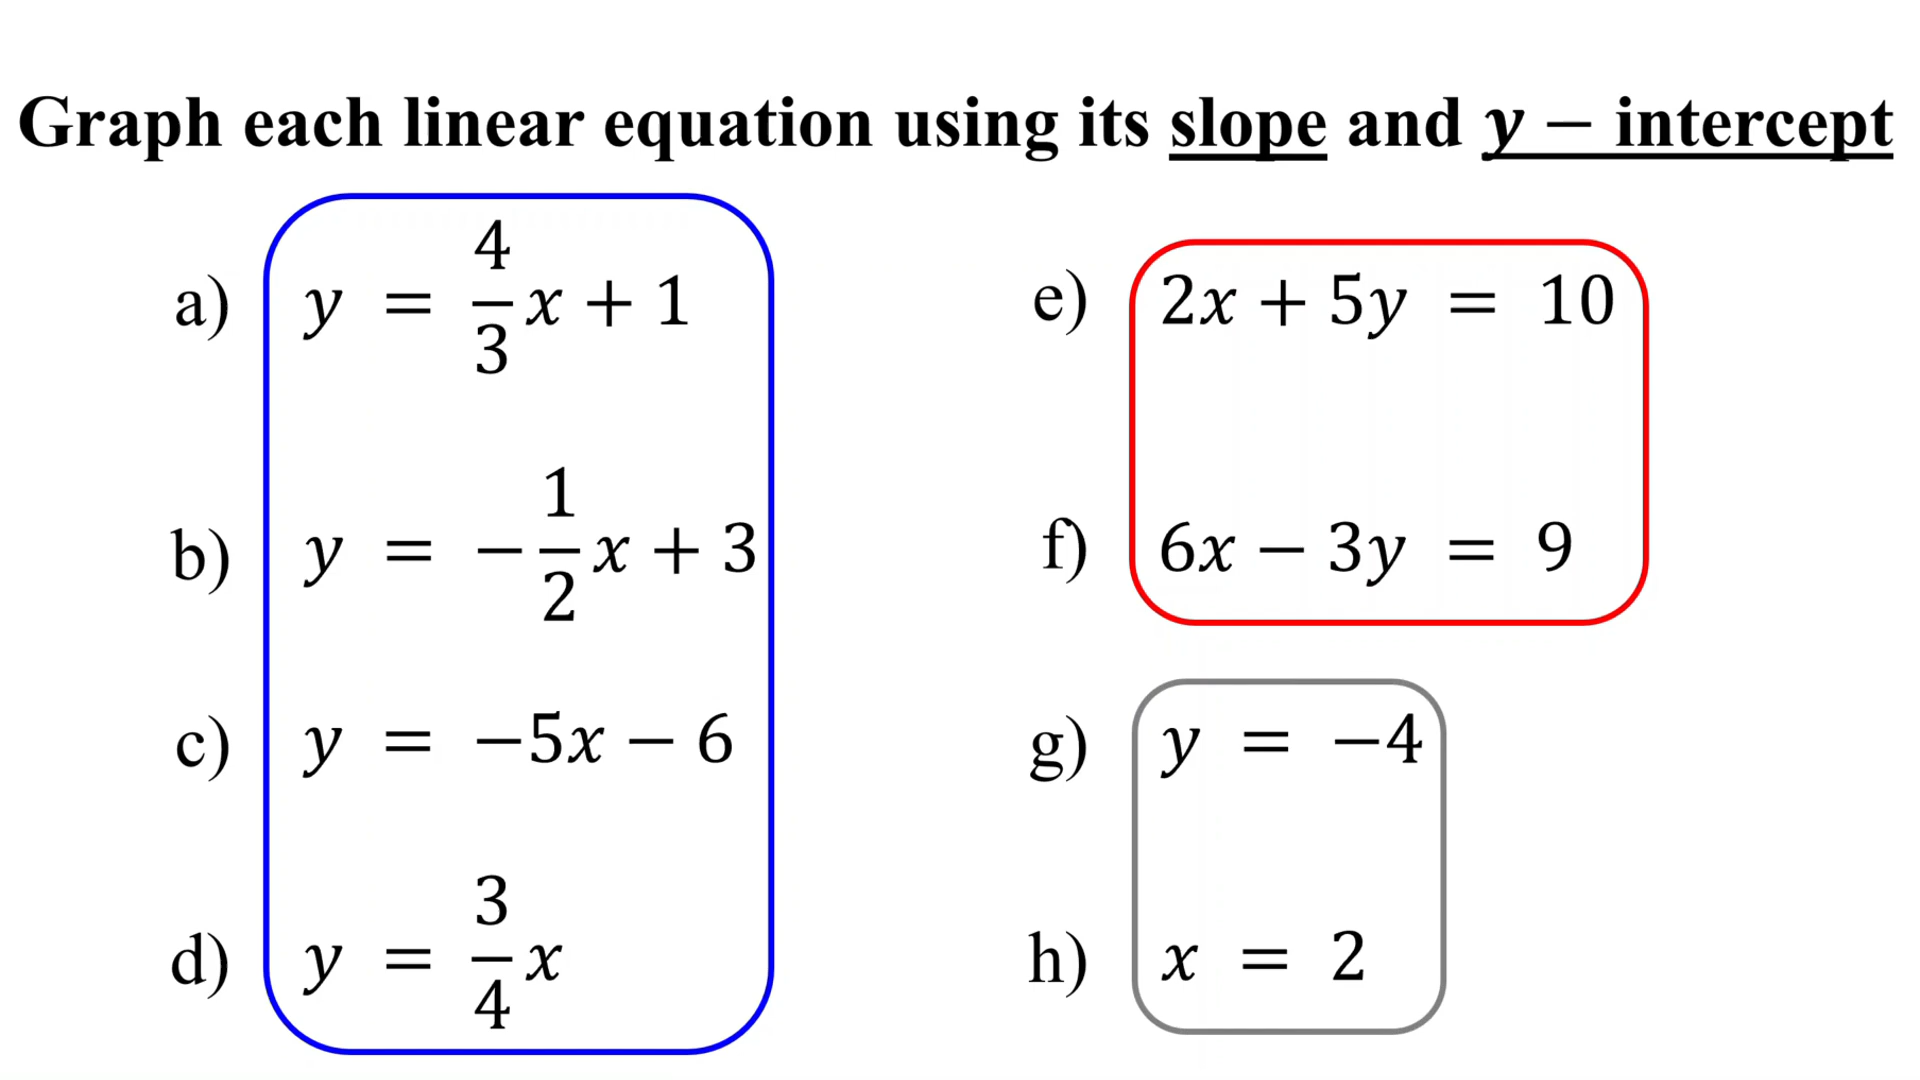 Graph each linear equation using its slope and y − intercept
a) y = 4/3 x + 1
b) y = −1/2 x + 3
c) y = −5x − 6
d) y = 3/4 x
e) 2x + 5y = 10
f) 6x − 3y = 9
g) y = −4
h) x = 2